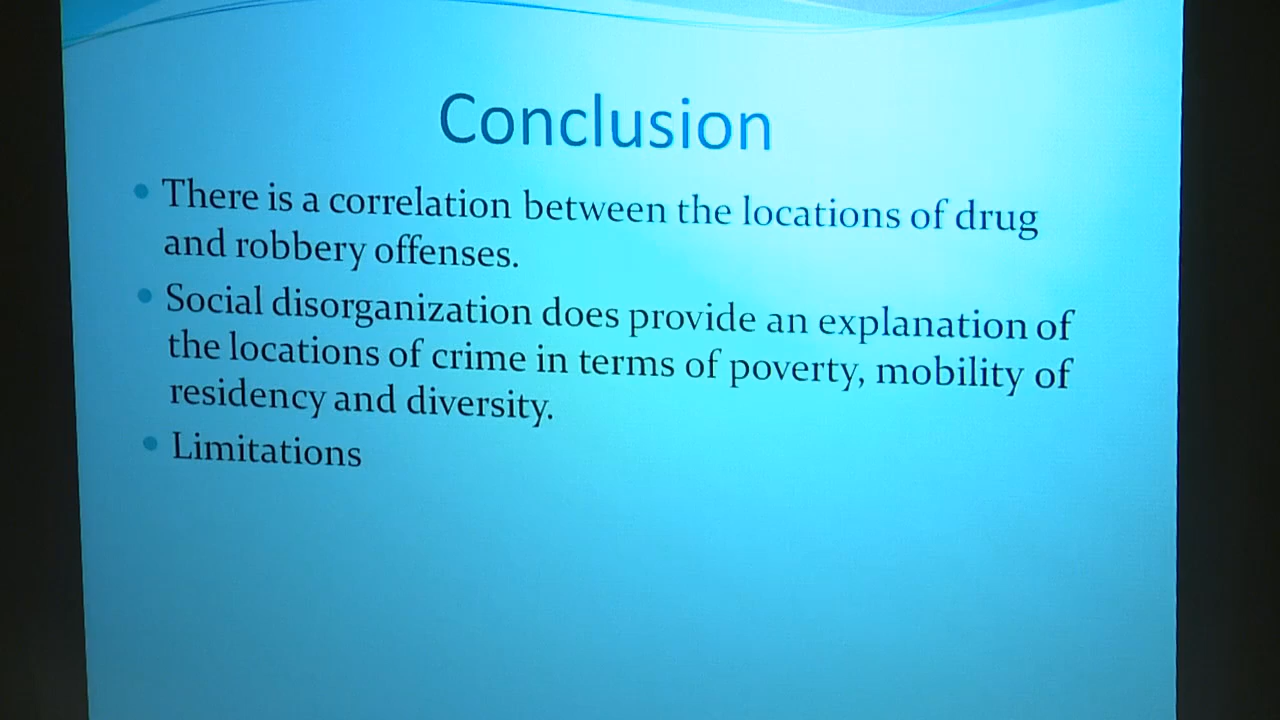 Conclusion
• There is a correlation between the locations of drug
and robbery offenses.
• Social disorganization does provide an explanation of
the locations of crime in terms of poverty, mobility of
residency and diversity.
• Limitations